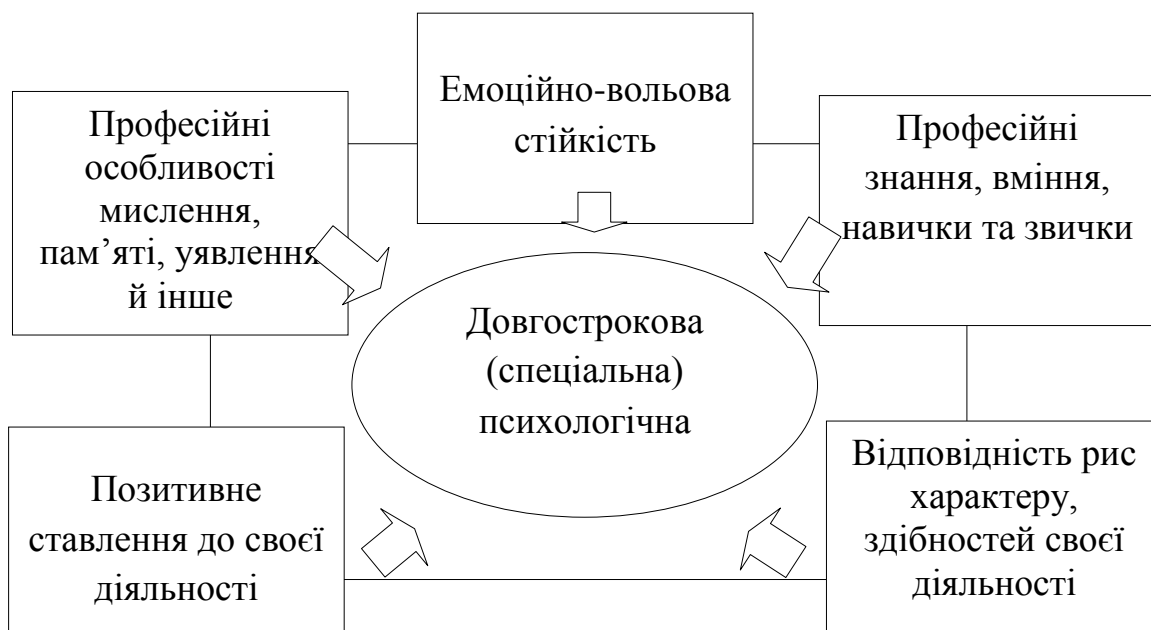 Емоційно-вольова
стійкість
Професійні
особливості
мислення,
пам’яті, уявлення
й інше
Професійні
знання, вміння,
навички та звички
Довгострокова
(спеціальна)
психологічна
Позитивне
ставлення до своєї
діяльності
Відповідність рис
характеру,
здібностей своєї
діяльності